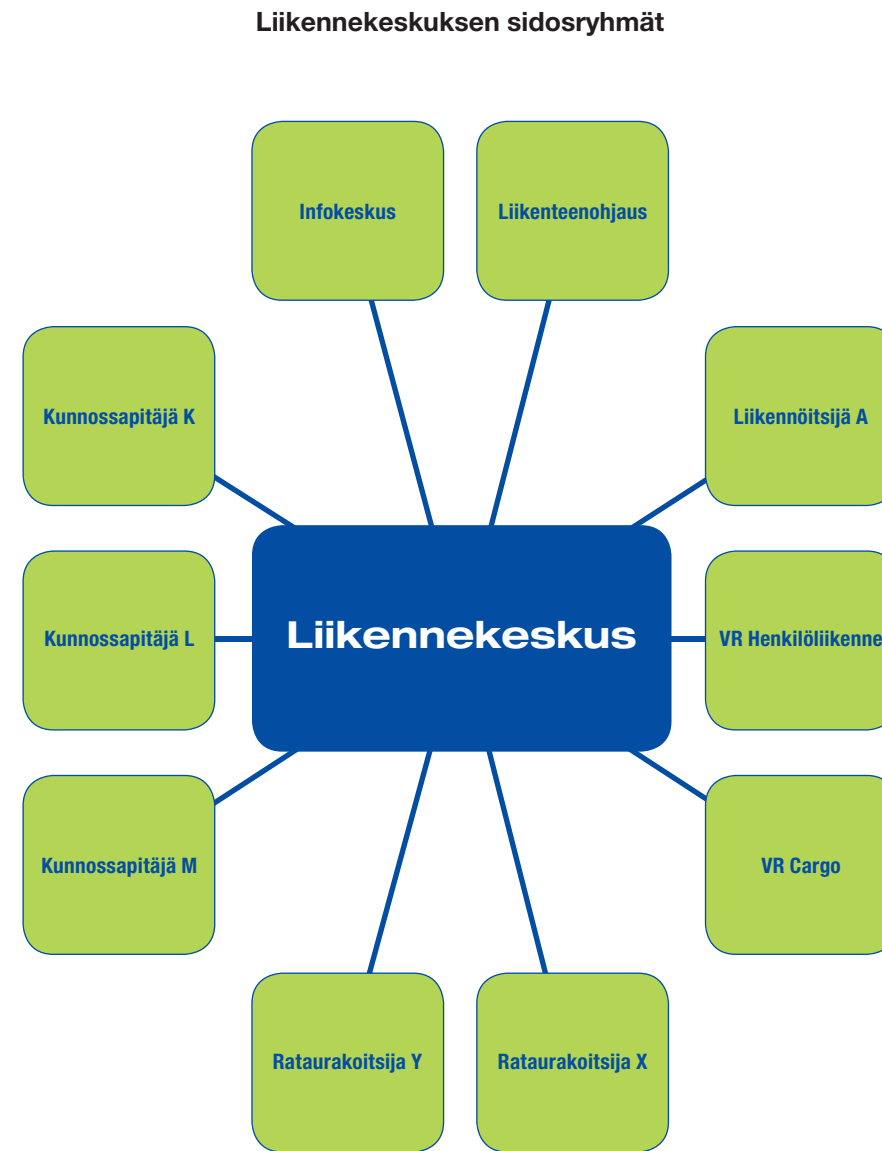 Liikennekeskuksen sidosryhmät
Infokeskus
Liikenteenohjaus
Kunnossapitäjä K
Liikennöitsijä A
Kunnossapitäjä L
Liikennekeskus
VR Henkilöliikenne
Kunnossapitäjä M
VR Cargo
Rataurakoitsija Y
Rataurakoitsija X